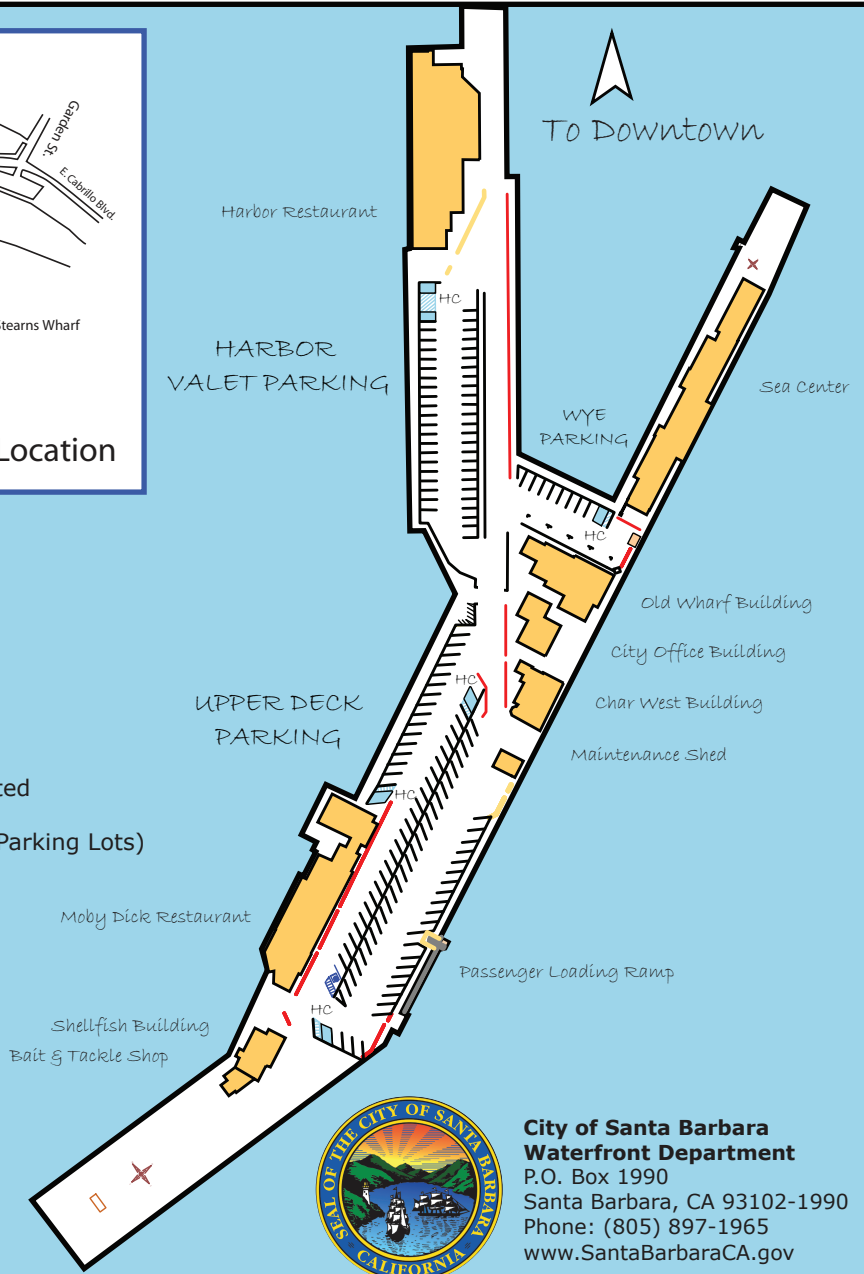 Garden St.
E. Cabrillo Blvd.
Stearns Wharf
Location
To Downtown
Harbor Restaurant
HC
HARBOR
VALET PARKING
Sea Center
WYE
PARKING
HC
Old Wharf Building
City Office Building
HC
UPPER DECK
PARKING
Char West Building
Maintenance Shed
HC
Parking Lots)
Moby Dick Restaurant
Passenger Loading Ramp
HC
Shellfish Building
Bait & Tackle Shop
SEAL OF THE CITY OF SANTA BARBARA
CALIFORNIA
City of Santa Barbara
Waterfront Department
P.O. Box 1990
Santa Barbara, CA 93102-1990
Phone: (805) 897-1965
www.SantaBarbaraCA.gov